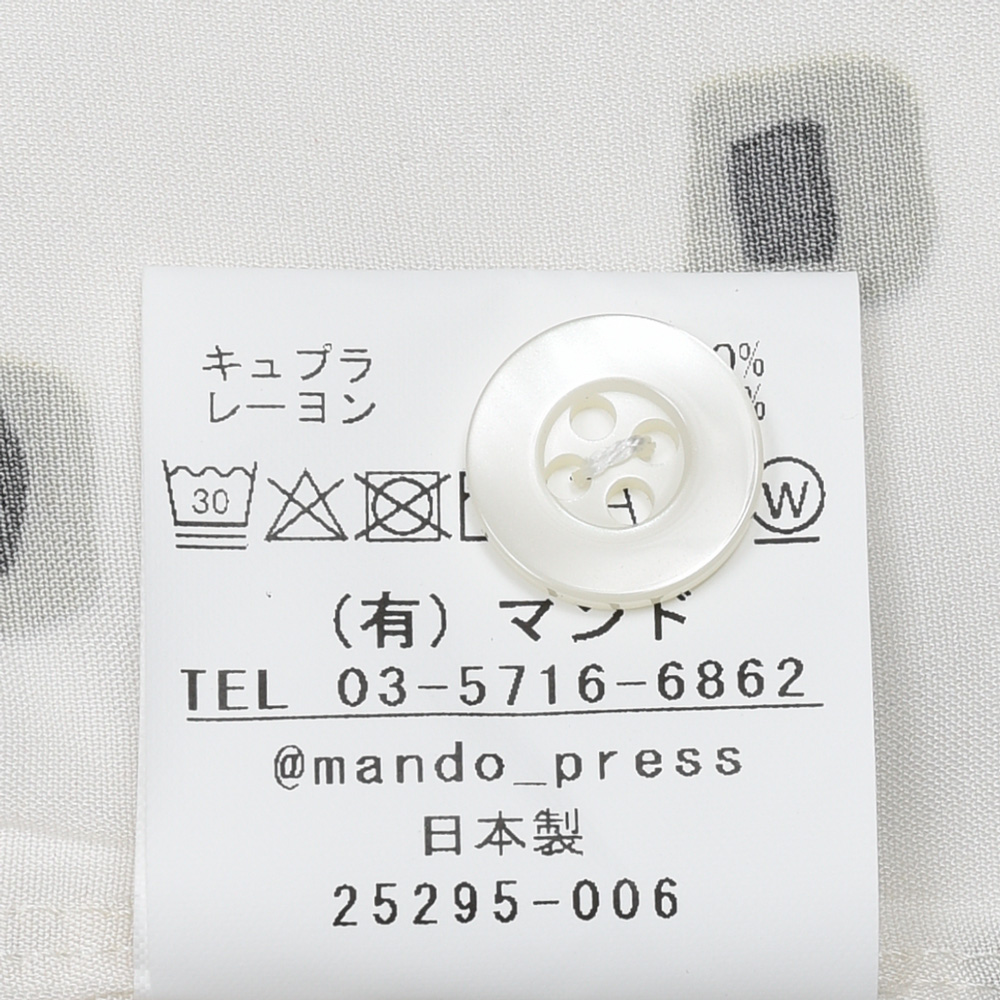 キュプラ 0%
レーヨン %
30 W
(有) マンド
TEL 03-5716-6862
@mando_press
日本製
25295-006